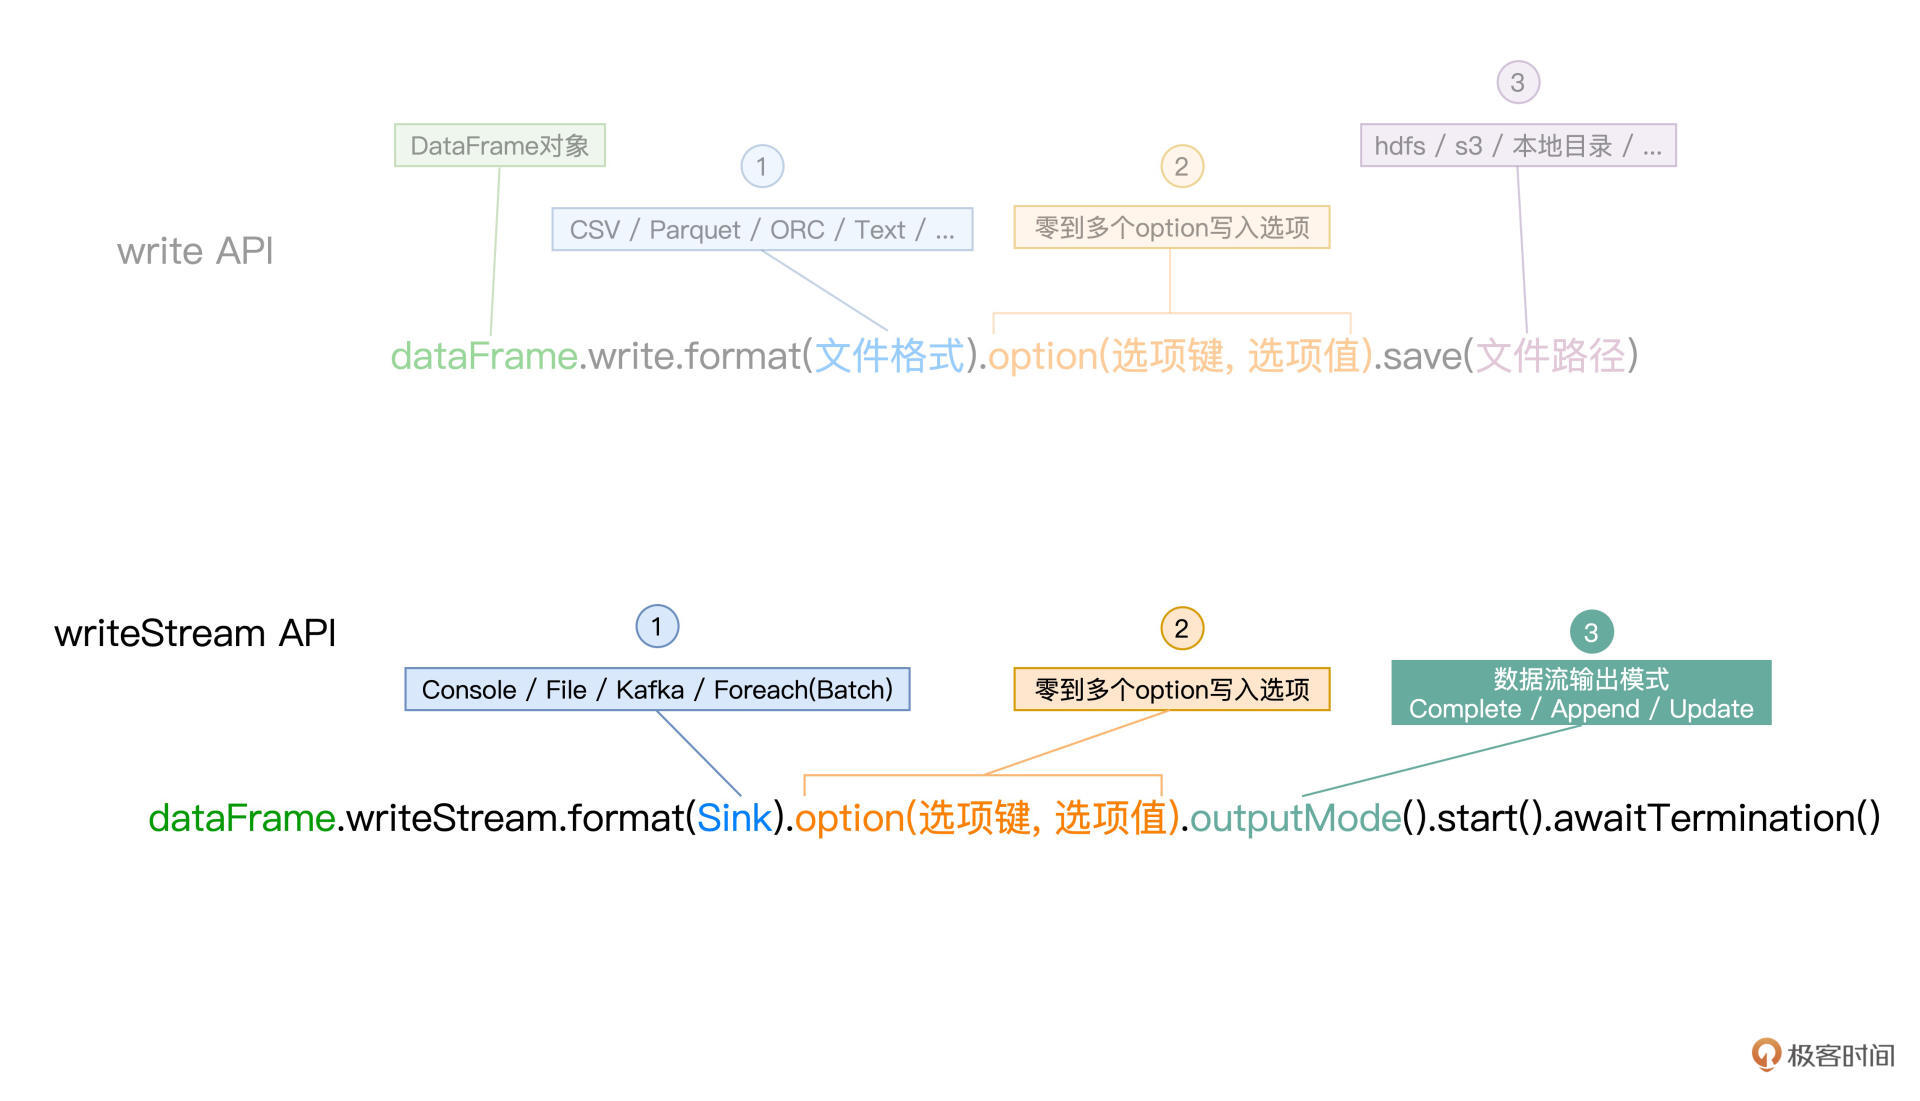 3
DataFrame对象
1
2
hdfs / s3 / 本地目录 / ...
CSV / Parquet / ORC / Text / ...
零到多个option写入选项
write API
dataFrame.write.format(文件格式).option(选项键, 选项值).save(文件路径)
writeStream API
1
2
3
Console / File / Kafka / Foreach(Batch)
零到多个option写入选项
数据流输出模式
Complete / Append / Update
dataFrame.writeStream.format(Sink).option(选项键, 选项值).outputMode().start().awaitTermination()
极客时间